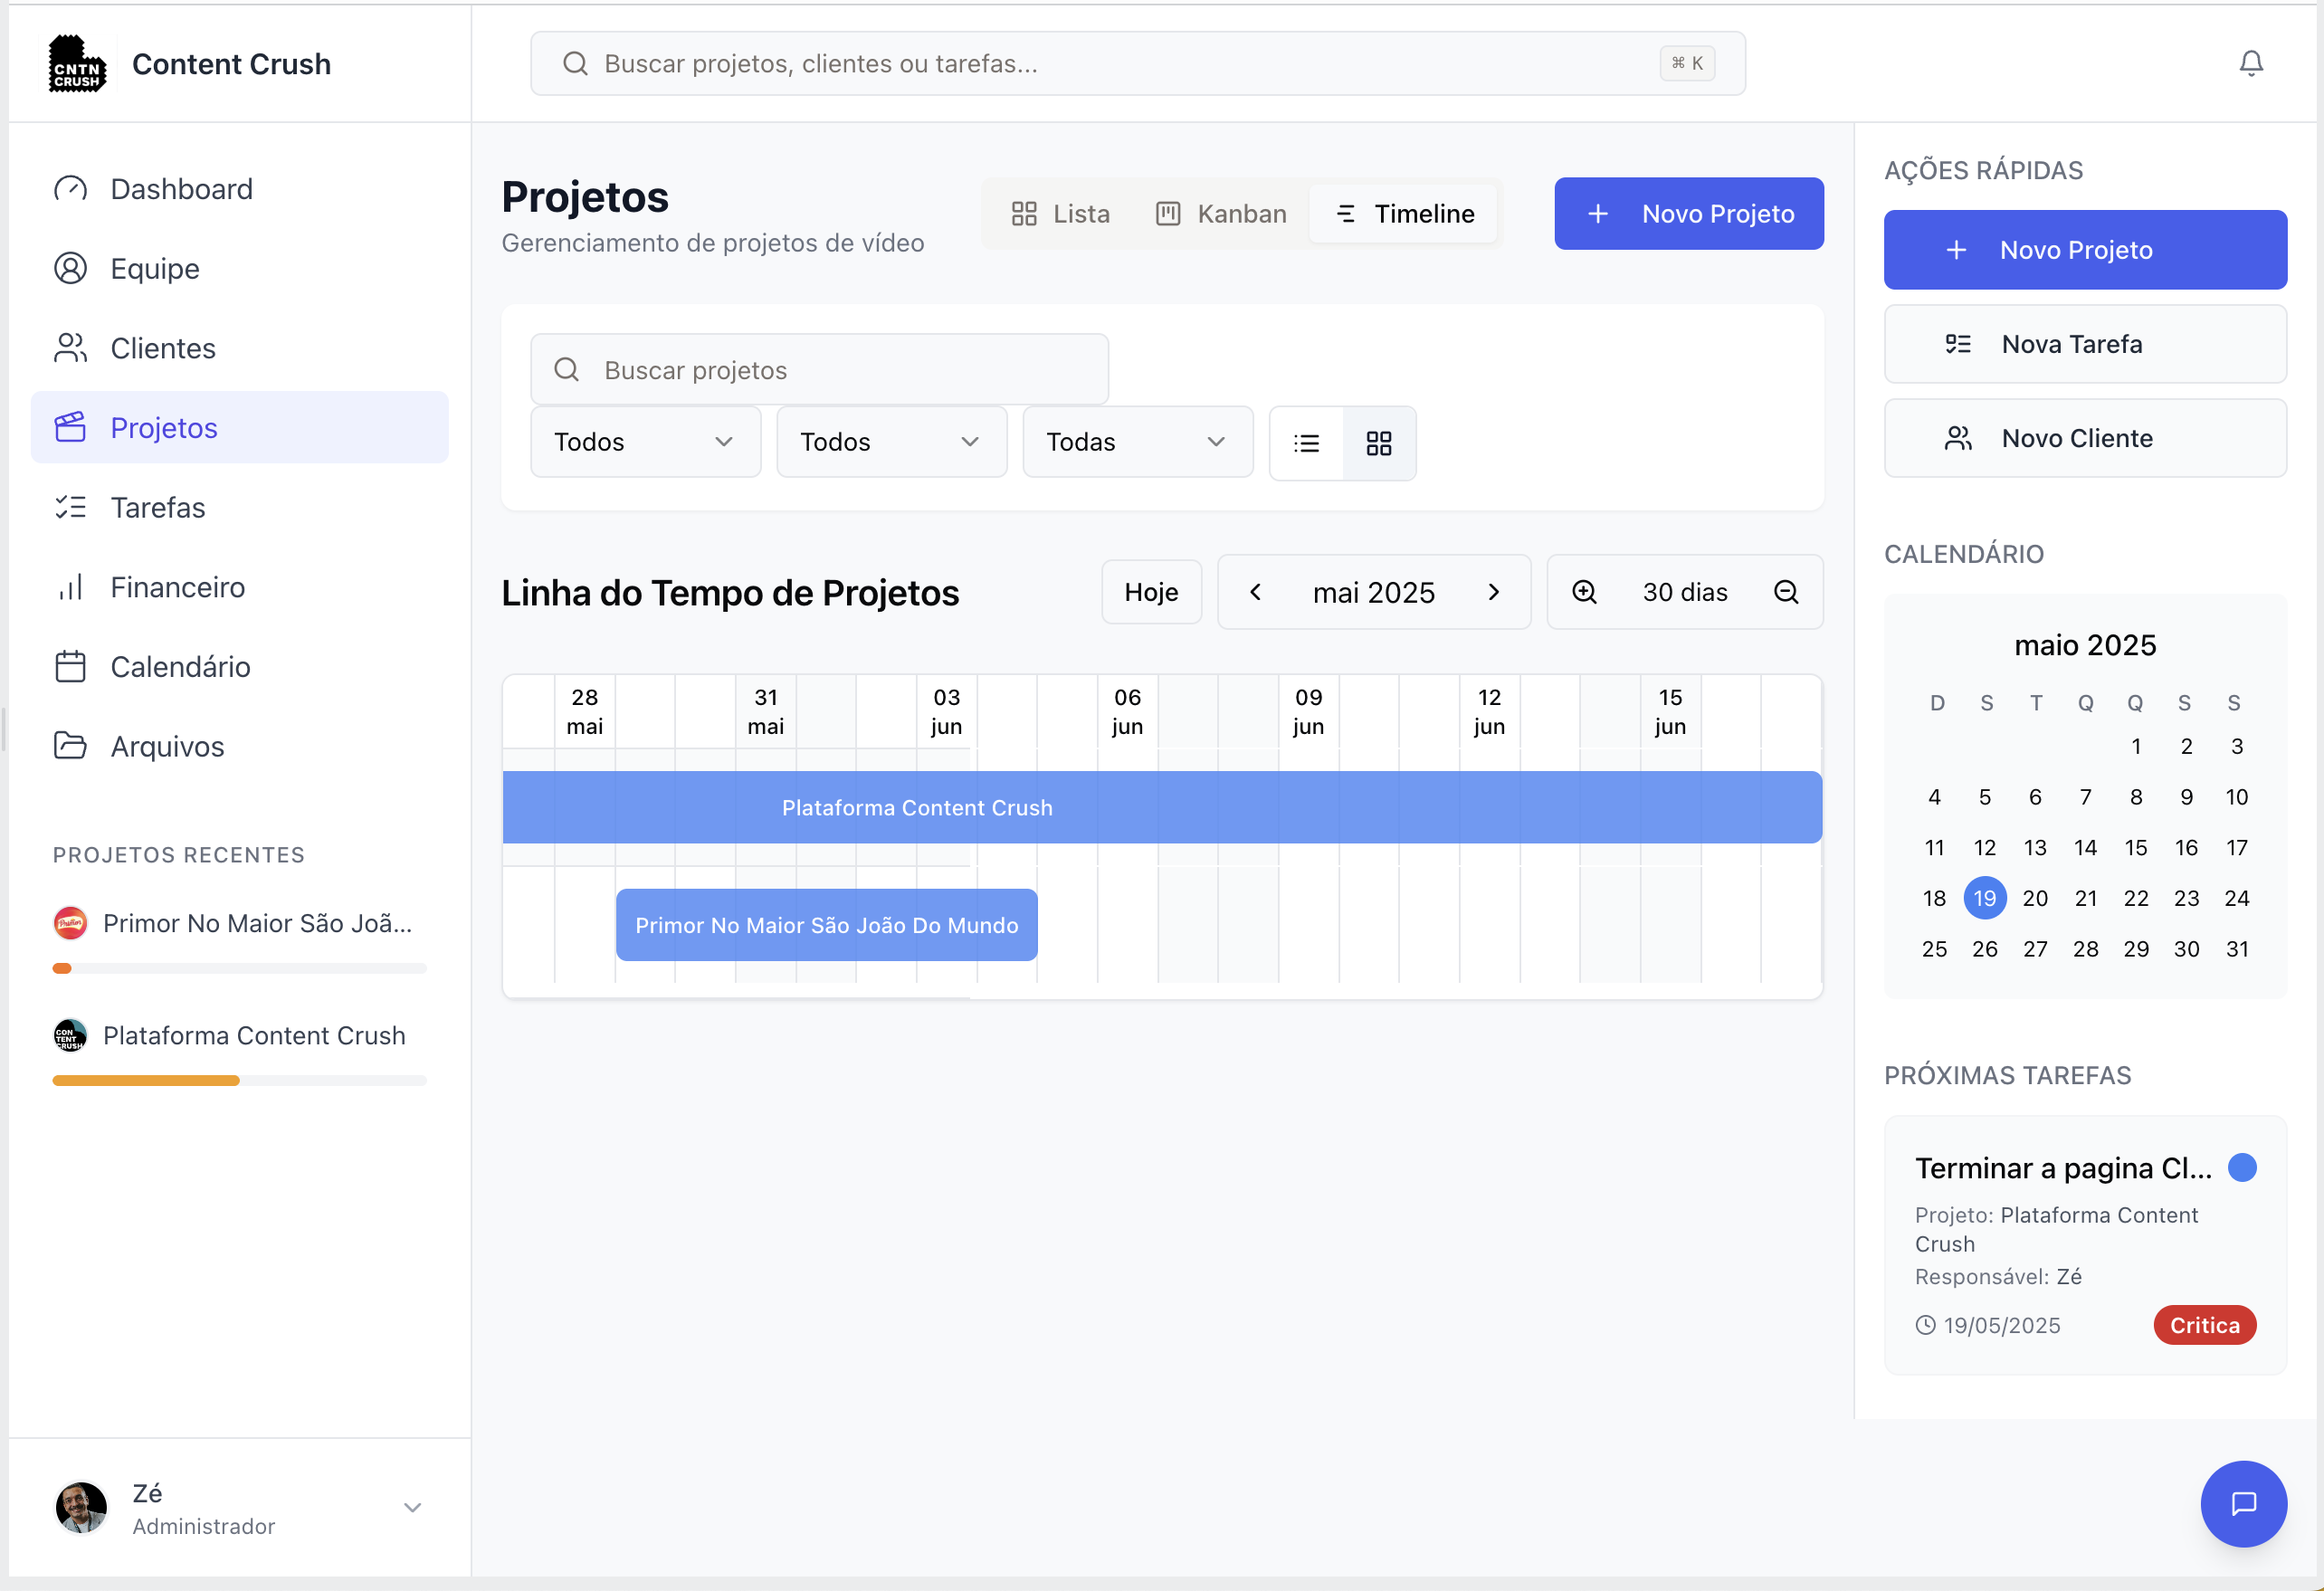 CNTN
CRUSH
Content Crush
Buscar projetos, clientes ou tarefas...
⌘ K
Dashboard
Equipe
Clientes
Projetos
Tarefas
Financeiro
Calendário
Arquivos
PROJETOS RECENTES
Primor No Maior São Joã...
CON
TENT
CRUSH
Plataforma Content Crush
Zé
Administrador
Projetos
Gerenciamento de projetos de vídeo
Lista
Kanban
Timeline
Novo Projeto
Buscar projetos
Todos
Todos
Todas
Linha do Tempo de Projetos
Hoje
mai 2025
30 dias
28 31 03 06 09 12 15
mai mai jun jun jun jun jun
Plataforma Content Crush
Primor No Maior São João Do Mundo
AÇÕES RÁPIDAS
Novo Projeto
Nova Tarefa
Novo Cliente
CALENDÁRIO
maio 2025
D S T Q Q S S
1 2 3
4 5 6 7 8 9 10
11 12 13 14 15 16 17
18 19 20 21 22 23 24
25 26 27 28 29 30 31
PRÓXIMAS TAREFAS
Terminar a pagina Cl...
Projeto: Plataforma Content
Crush
Responsável: Zé
19/05/2025
Critica